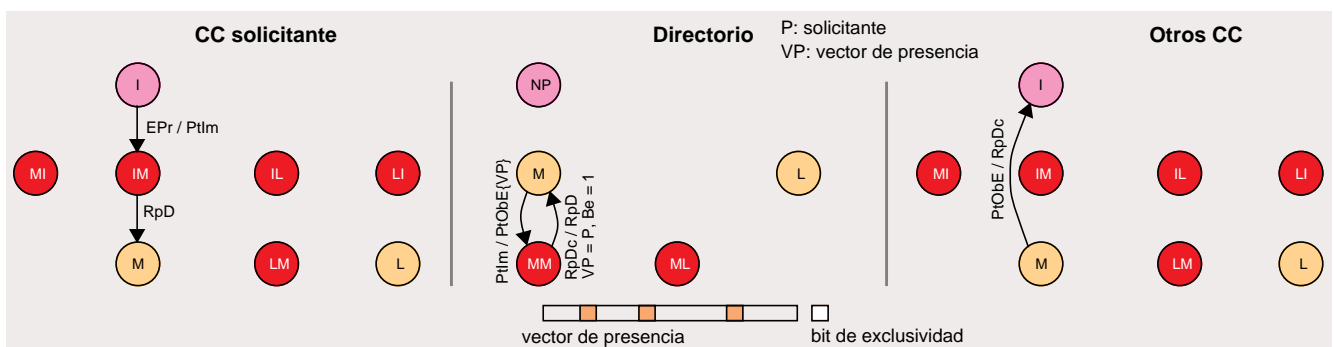 CC solicitante
Directorio
P: solicitante
VP: vector de presencia
Otros CC
I
EPr / PtIm
MI
IM
IL
LI
RpD
M
LM
L
NP
M
L
PtIm / PtObE{VP}
RpDc / RpD
VP = P, Be = 1
MM
ML
vector de presencia
bit de exclusividad
I
PtObE / RpDc
MI
IM
IL
LI
M
LM
L